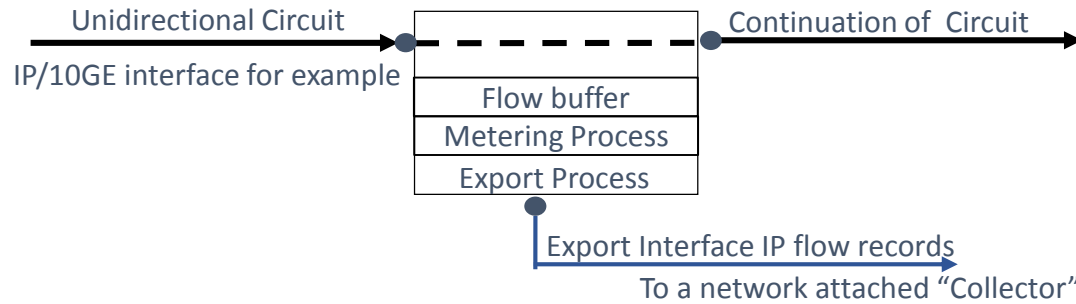 Unidirectional Circuit
Continuation of Circuit
IP/10GE interface for example
Flow buffer
Metering Process
Export Process
Export Interface IP flow records
To a network attached “Collector”